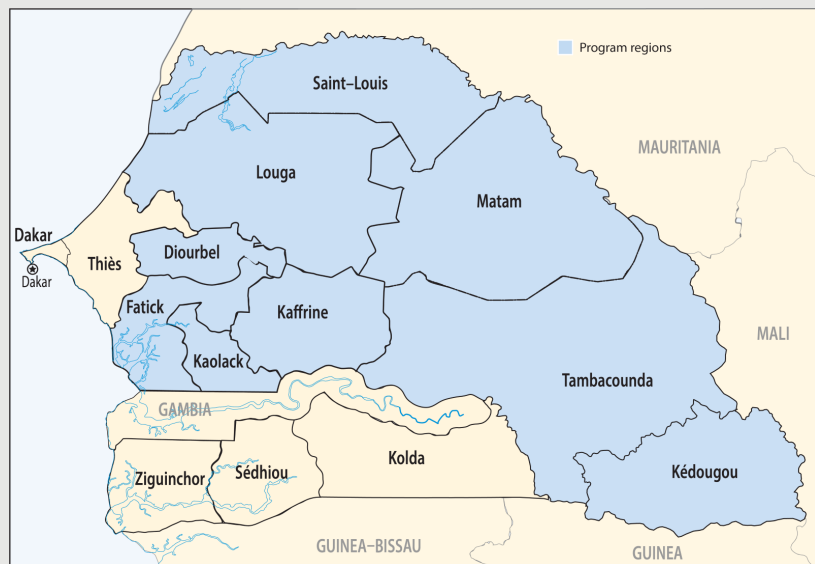 Program regions
Saint–Louis
MAURITANIA
Louga
Matam
Dakar
Diourbel
Thiès
Dakar
Fatick
Kaffrine
MALI
Kaolack
Tambacounda
GAMBIA
Kolda
Sédhiou
Kédougou
Ziguinchor
GUINEA–BISSAU
GUINEA